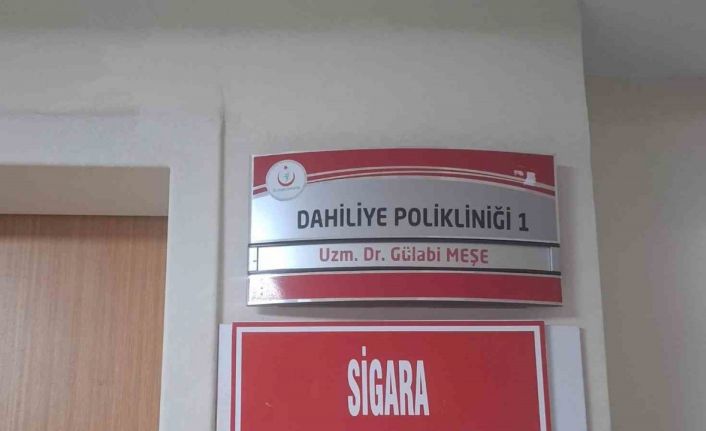 DAHİLİYE POLİKLİNİĞİ 1
Uzm. Dr. Gülabi MEŞE
SİGARA